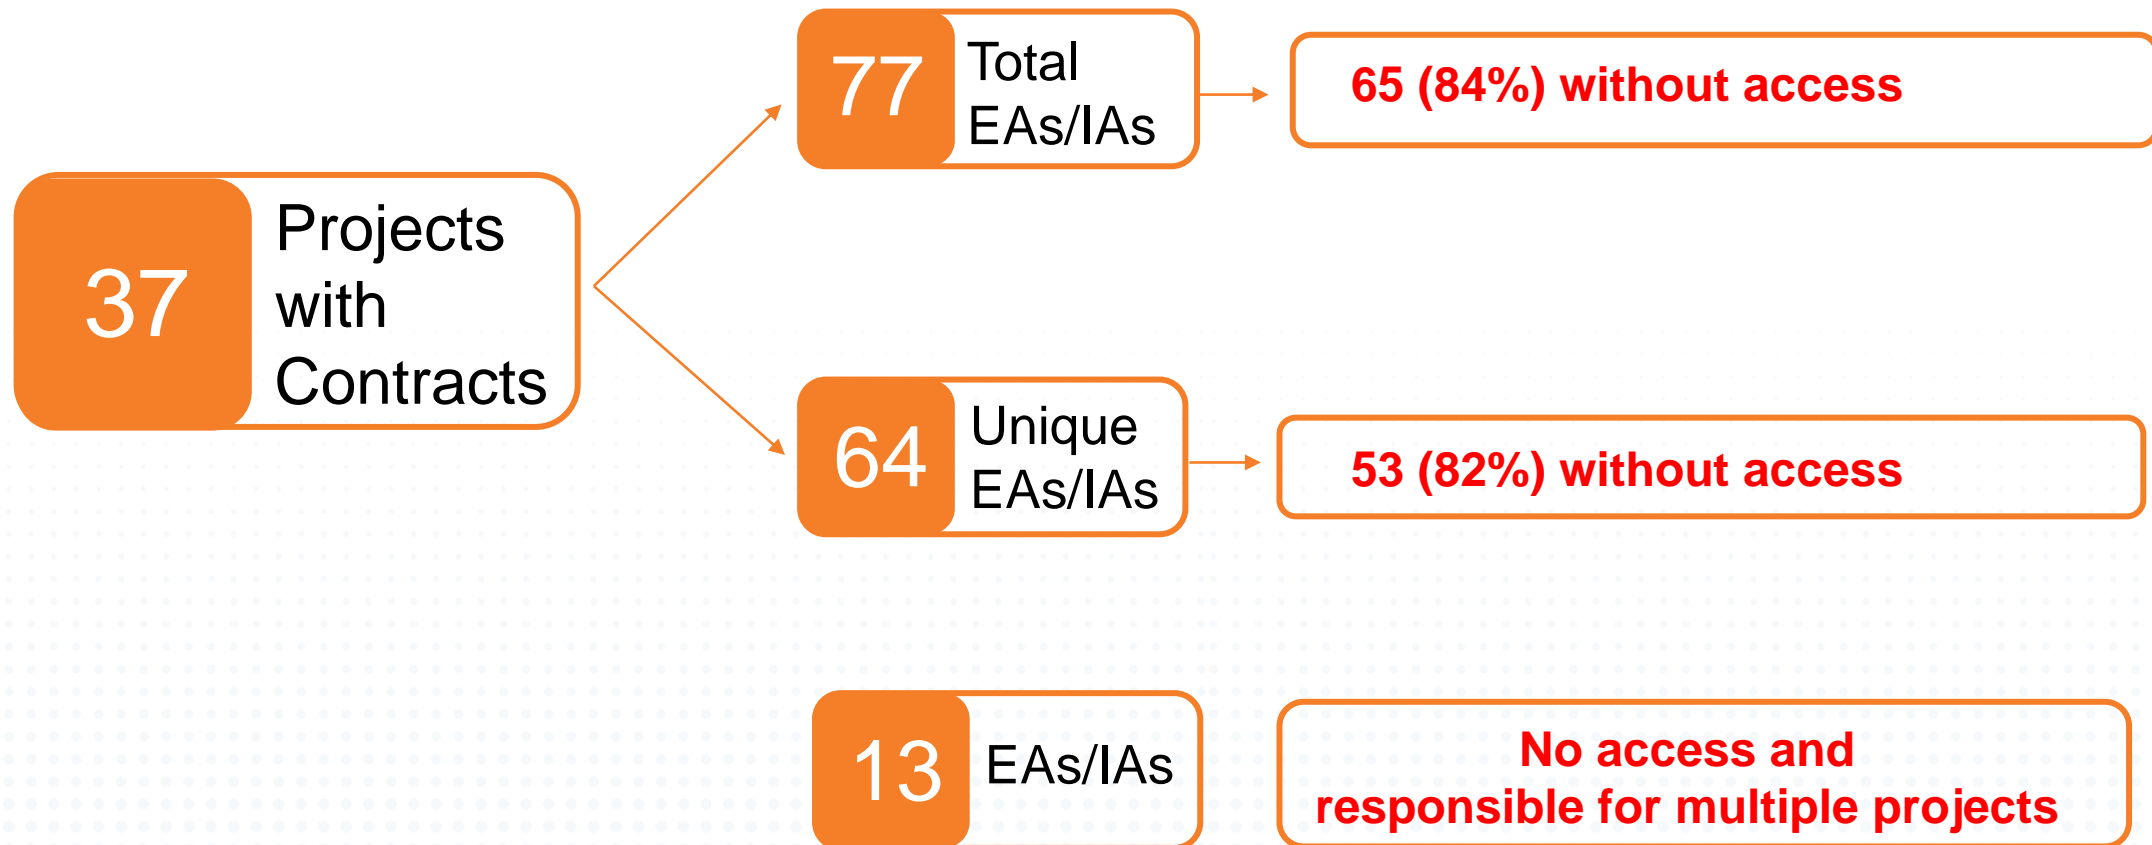 37
Projects
with
Contracts
77
Total
EAs/IAs
65 (84%) without access
64
Unique
EAs/IAs
53 (82%) without access
13
EAs/IAs
No access and
responsible for multiple projects